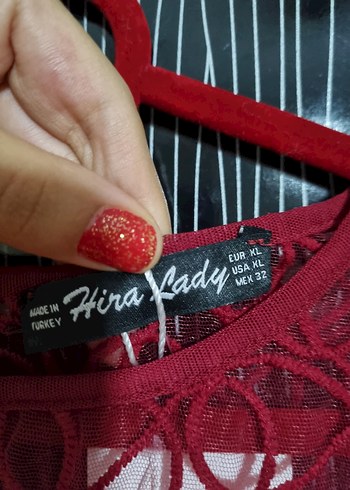 MADE IN
TURKEY
Hira Lady
EUR XL
USA XL
MEX 32